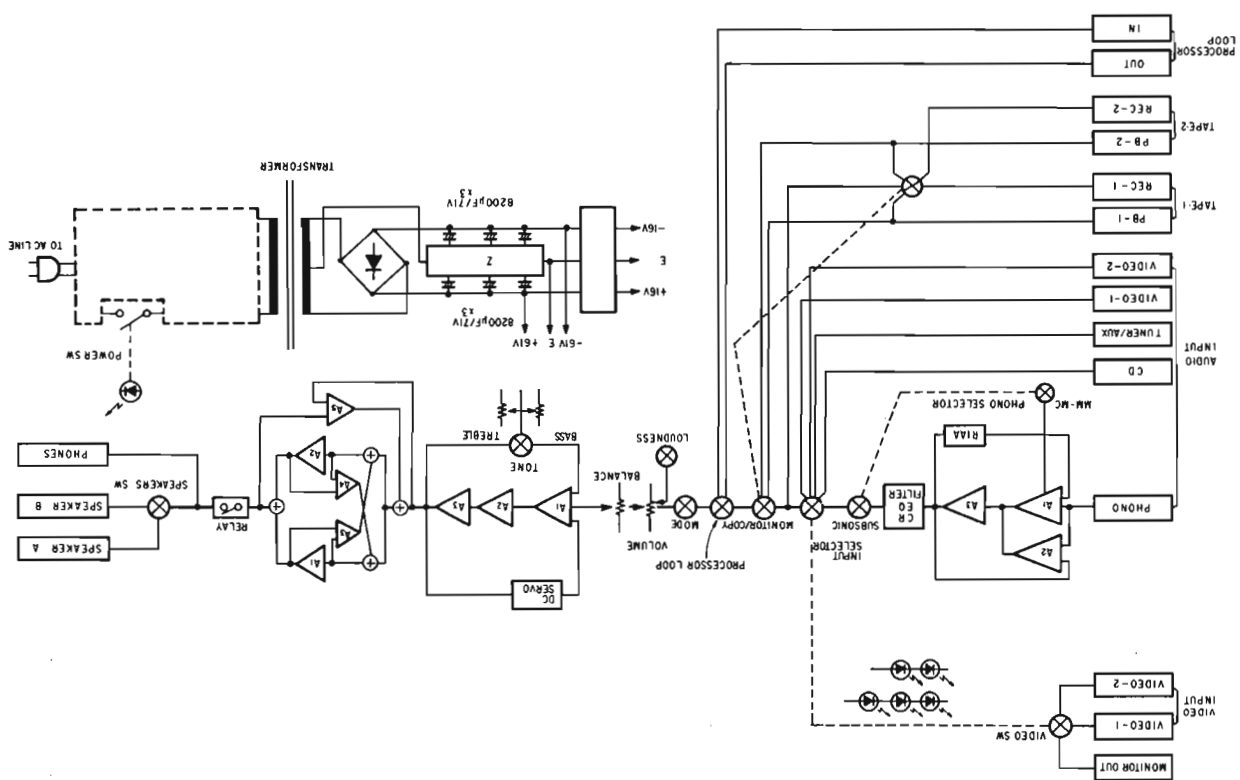 MONITOR OUT
VIDEO INPUT
VIDEO-1
VIDEO-2
VIDEO SW
AUDIO INPUT
PHONO
A2
A1
A3
RIAA
CR EQ FILTER
MM-MC
PHONO SELECTOR
SUBSONIC
INPUT SELECTOR
MONITOR/COPY
PROCESSOR LOOP
MODE
LOUDNESS
VOLUME
BALANCE
DC SERVO
A1
A2
A3
BASS
TONE
TREBLE
A1
A3
A4
A2
A5
RELAY
SPEAKERS SW
SPEAKER A
SPEAKER B
PHONES
CD
TUNER/AUX
VIDEO-1
VIDEO-2
TAPE-1
PB-1
REC-1
TAPE-2
PB-2
REC-2
PROCESSOR LOOP
OUT
IN
-61V E +61V
+16V
E
-16V
8200µF/71V x3
Z
8200µF/71V x3
TRANSFORMER
POWER SW
TO AC LINE